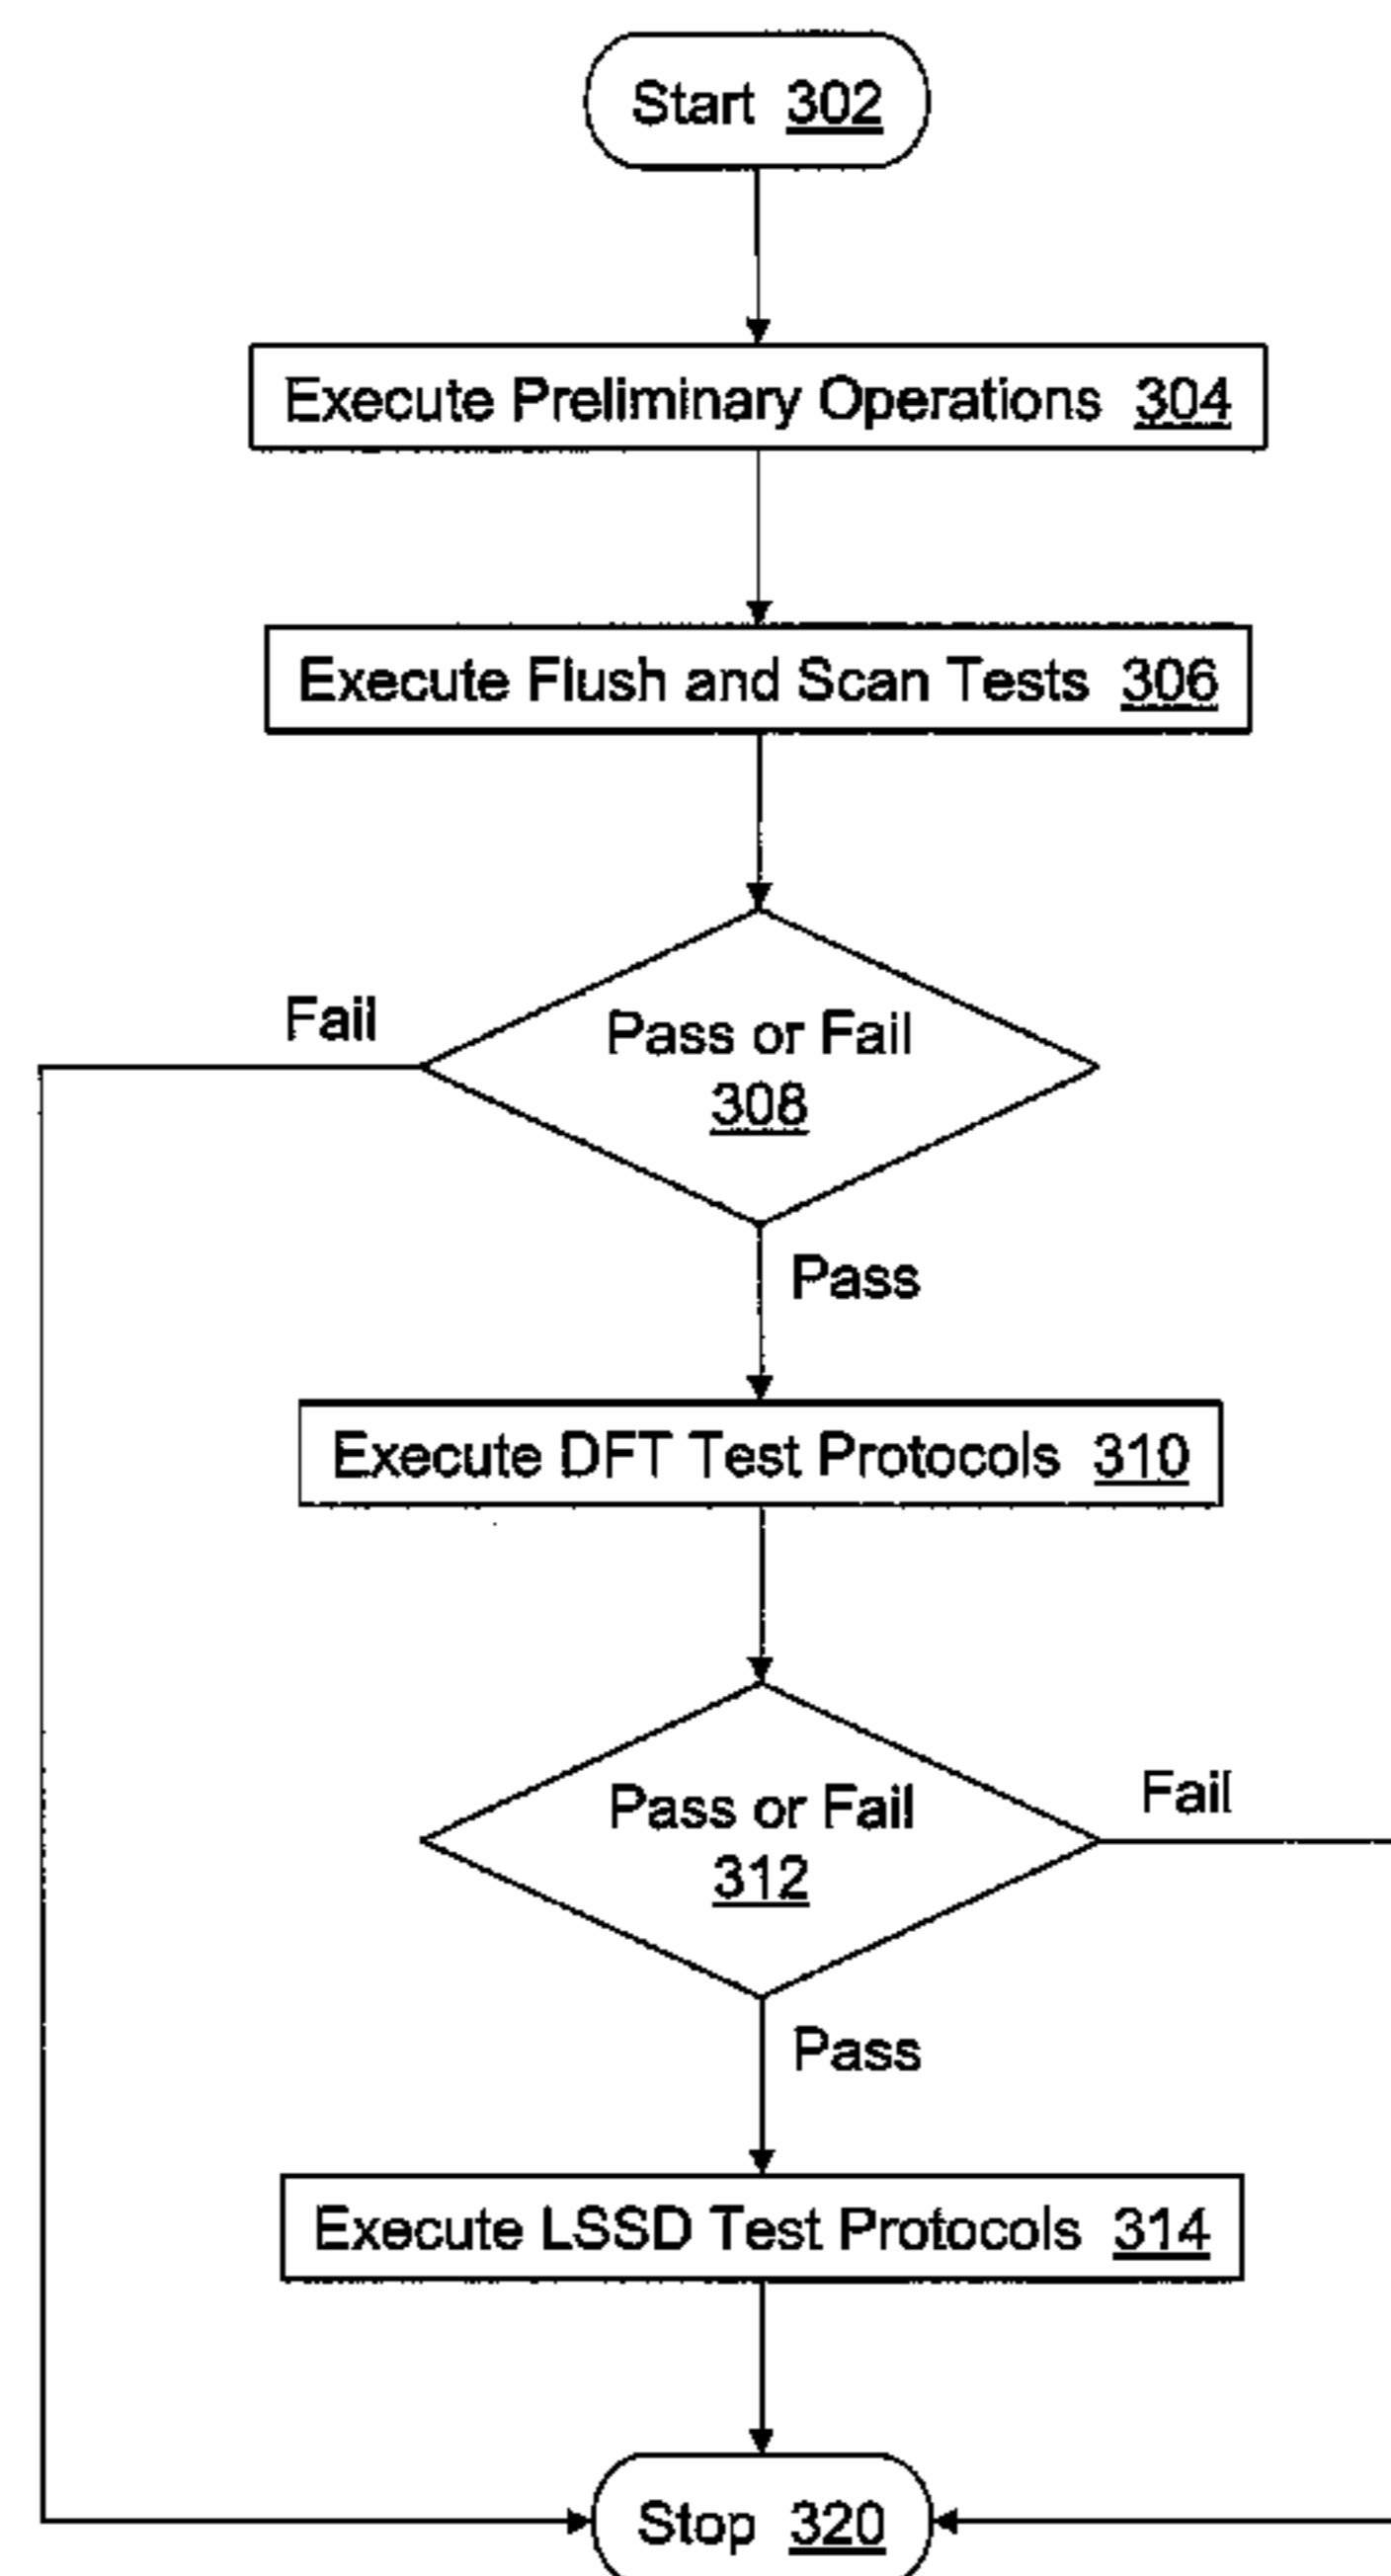 Start 302
Execute Preliminary Operations 304
Execute Flush and Scan Tests 306
Fail
Pass or Fail
308
Pass
Execute DFT Test Protocols 310
Fail
Pass or Fail
312
Pass
Execute LSSD Test Protocols 314
Stop 320